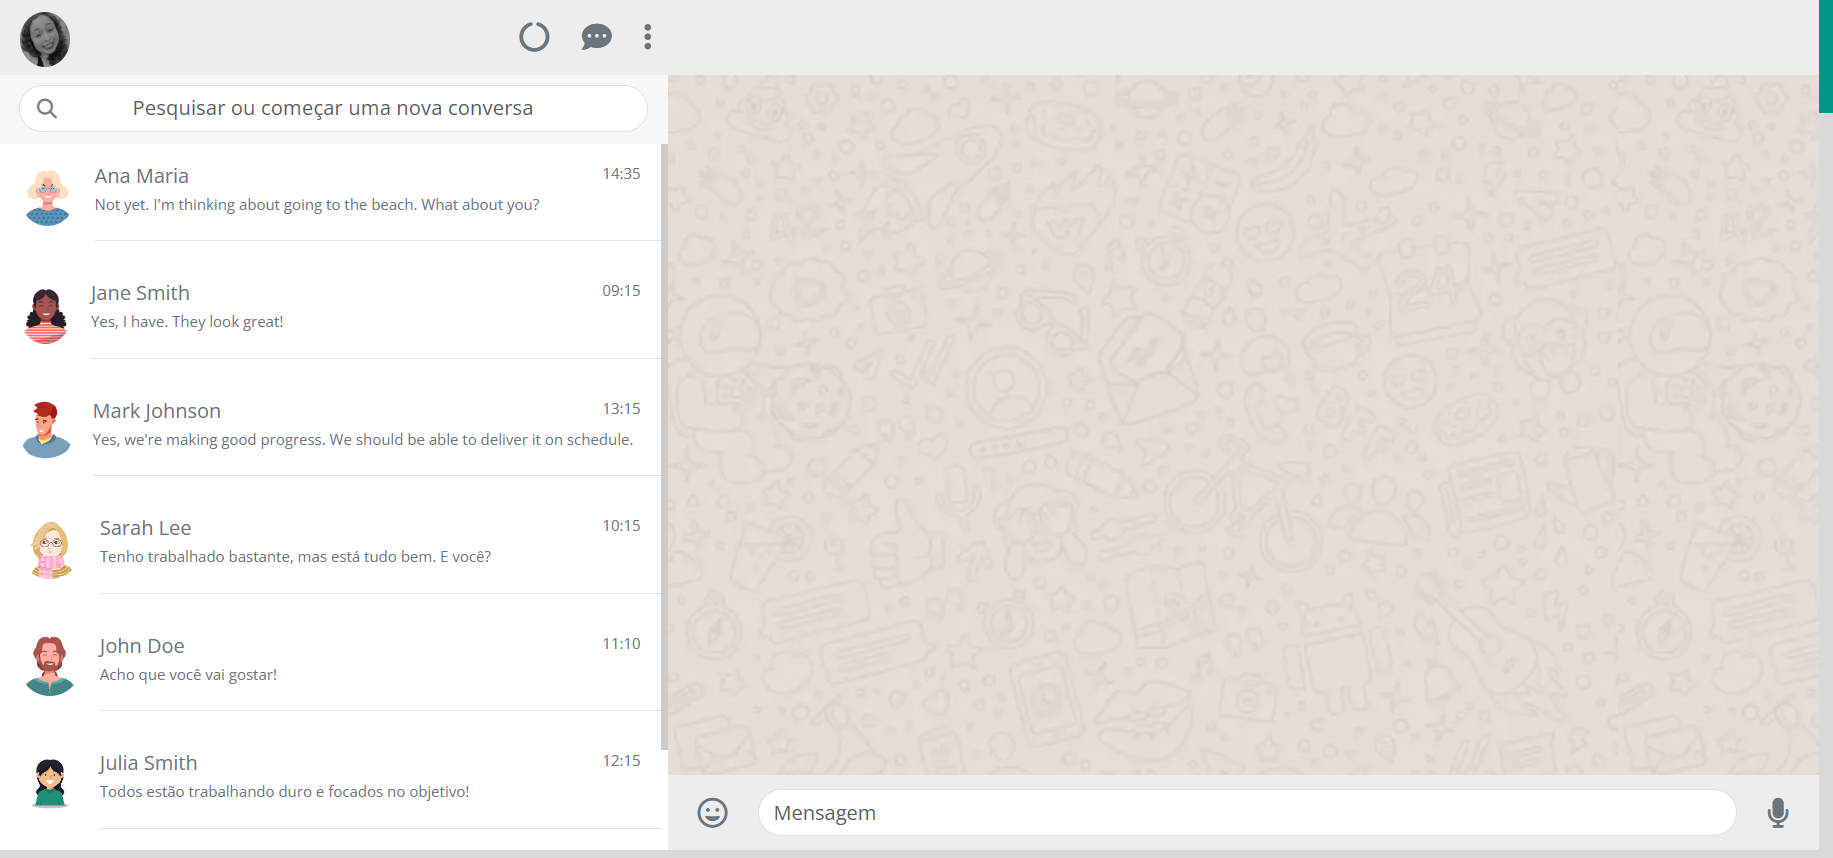 Pesquisar ou começar uma nova conversa
Ana Maria 14:35
Not yet. I'm thinking about going to the beach. What about you?
Jane Smith 09:15
Yes, I have. They look great!
Mark Johnson 13:15
Yes, we're making good progress. We should be able to deliver it on schedule.
Sarah Lee 10:15
Tenho trabalhado bastante, mas está tudo bem. E você?
John Doe 11:10
Acho que você vai gostar!
Julia Smith 12:15
Todos estão trabalhando duro e focados no objetivo!
Mensagem